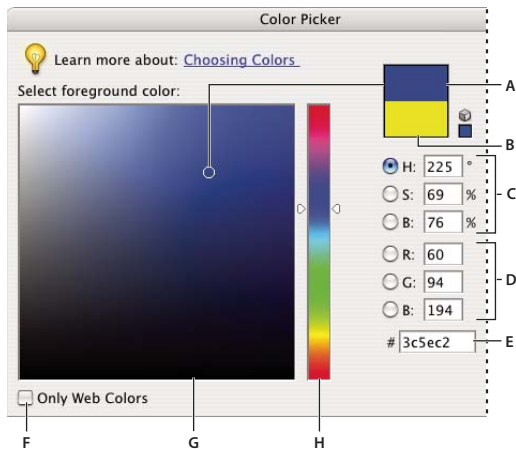 Color Picker
Learn more about: Choosing Colors
Select foreground color:
A
B
H: 225 °
S: 69 %
B: 76 %
C
R: 60
G: 94
B: 194
D
# 3c5ec2
E
Only Web Colors
F
G
H